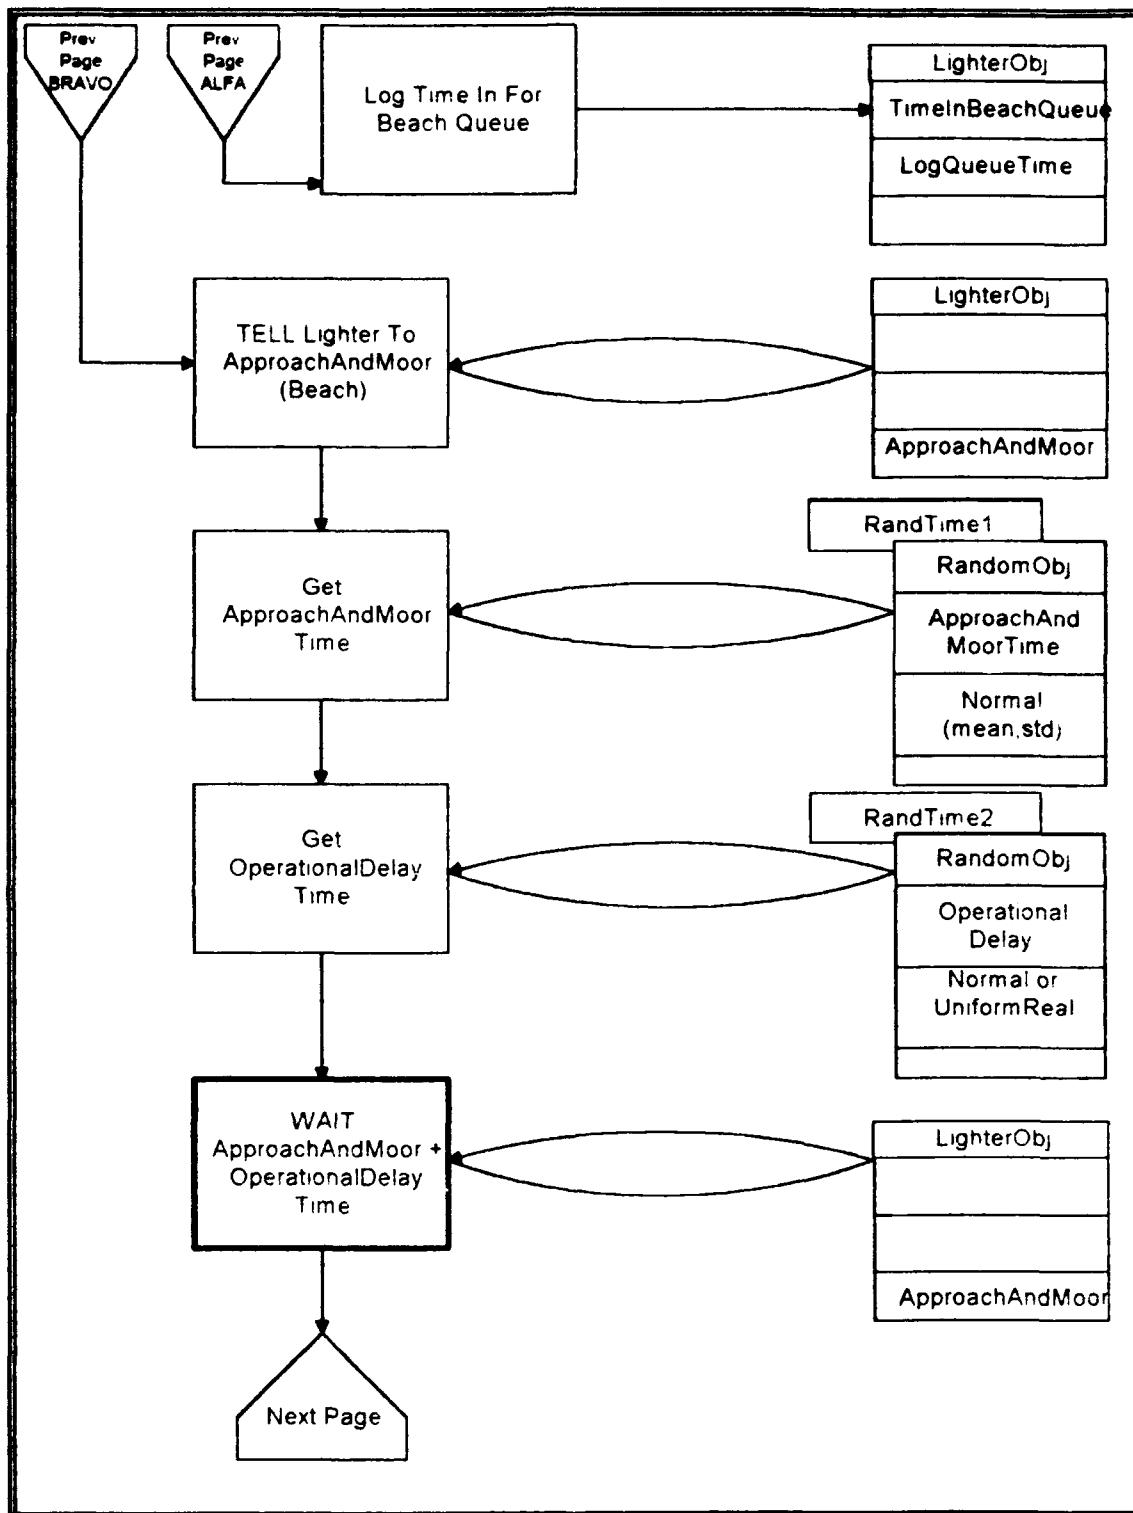 Prev
Page
BRAVO
Prev
Page
ALFA
Log Time In For
Beach Queue
LighterObj
TimeInBeachQueue
LogQueueTime
TELL Lighter To
ApproachAndMoor
(Beach)
LighterObj
ApproachAndMoor
Get
ApproachAndMoor
Time
RandTime1
RandomObj
ApproachAnd
MoorTime
Normal
(mean,std)
Get
OperationalDelay
Time
RandTime2
RandomObj
Operational
Delay
Normal or
UniformReal
WAIT
ApproachAndMoor +
OperationalDelay
Time
LighterObj
ApproachAndMoor
Next Page